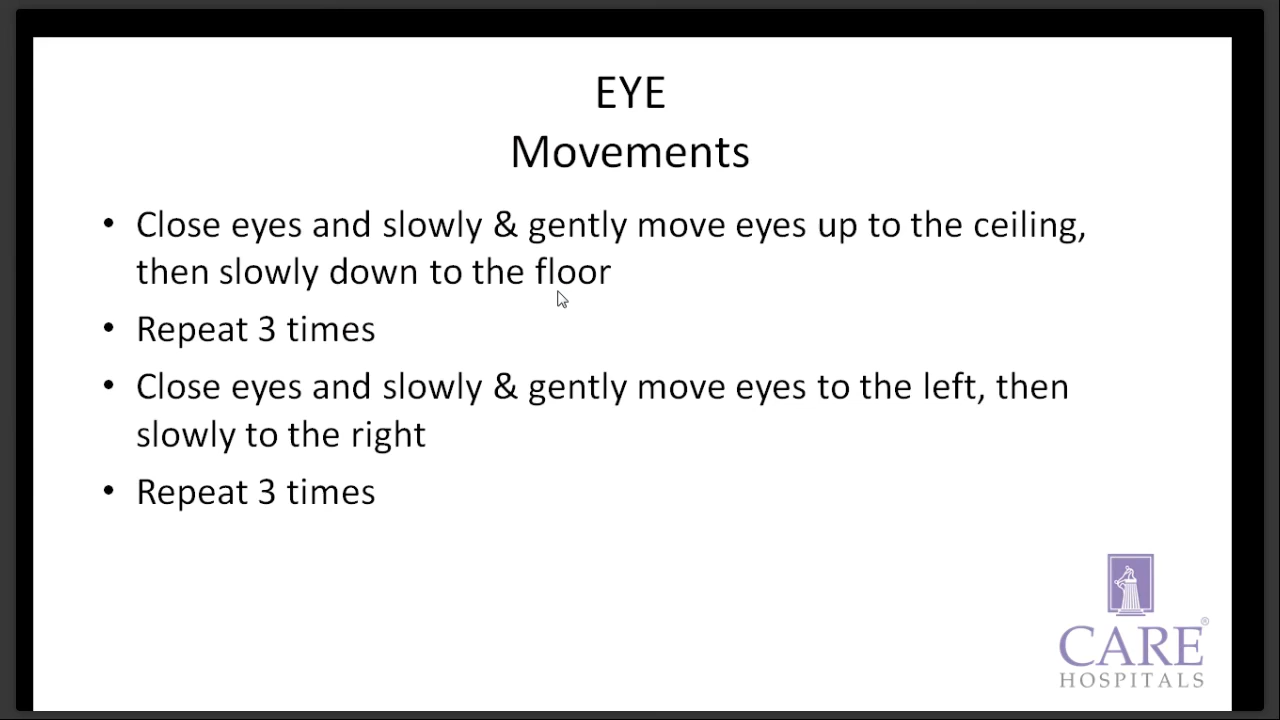 EYE
Movements
• Close eyes and slowly & gently move eyes up to the ceiling,
then slowly down to the floor
• Repeat 3 times
• Close eyes and slowly & gently move eyes to the left, then
slowly to the right
• Repeat 3 times
CARE®
HOSPITALS